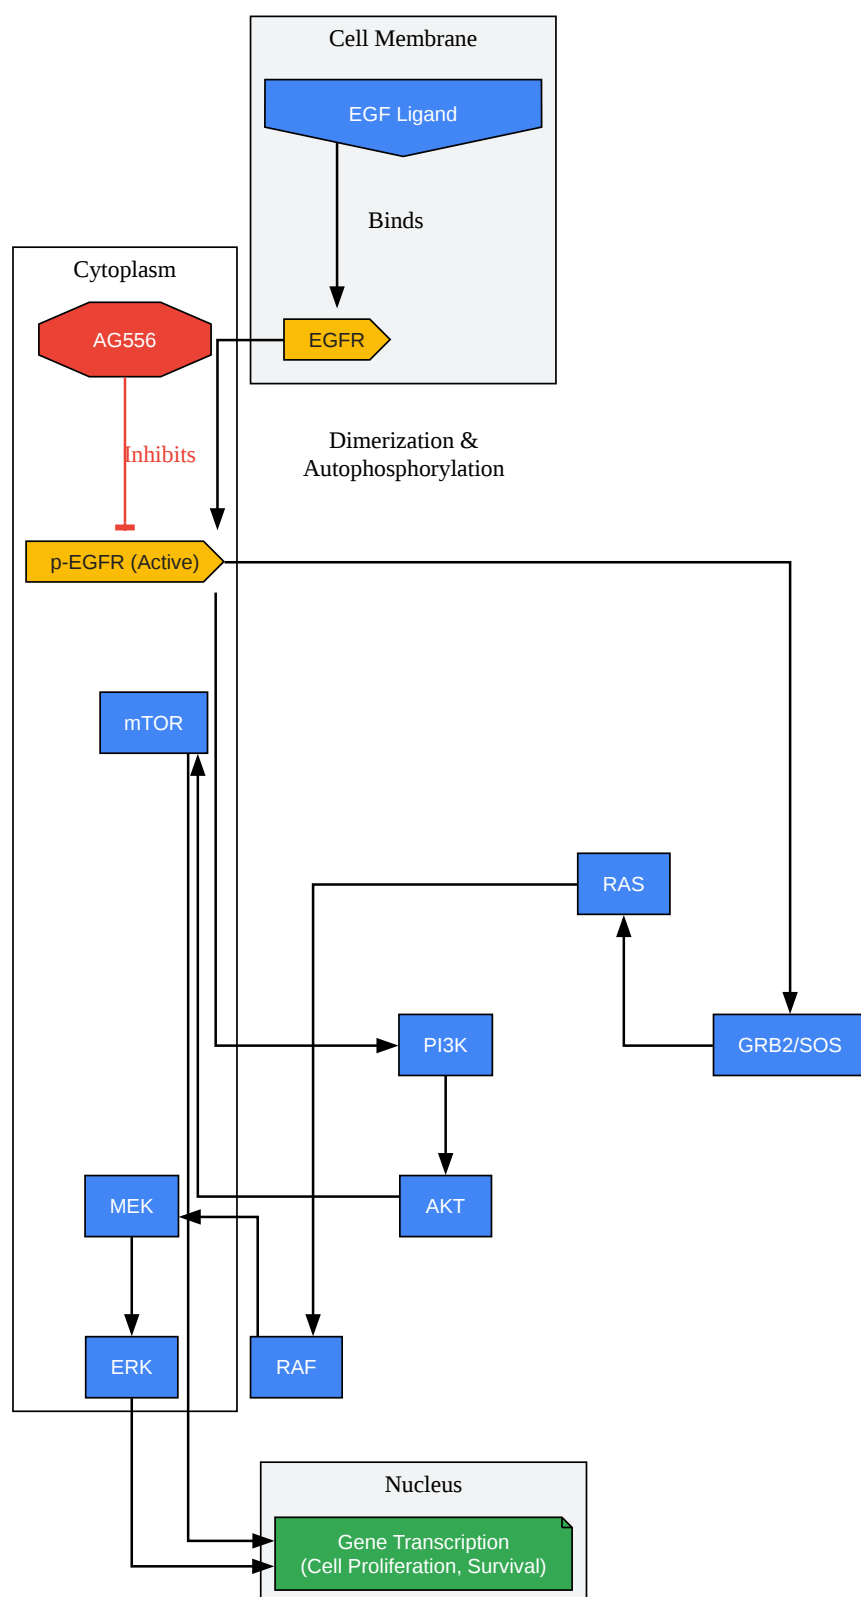 Cell Membrane
EGF Ligand
Binds
Cytoplasm
AG556
EGFR
Dimerization &
Autophosphorylation
Inhibits
p-EGFR (Active)
mTOR
RAS
PI3K
GRB2/SOS
MEK
AKT
ERK
RAF
Nucleus
Gene Transcription
(Cell Proliferation, Survival)